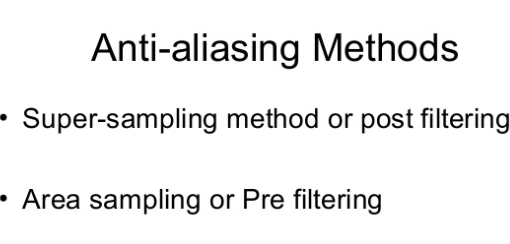 Anti-aliasing Methods
• Super-sampling method or post filtering
• Area sampling or Pre filtering